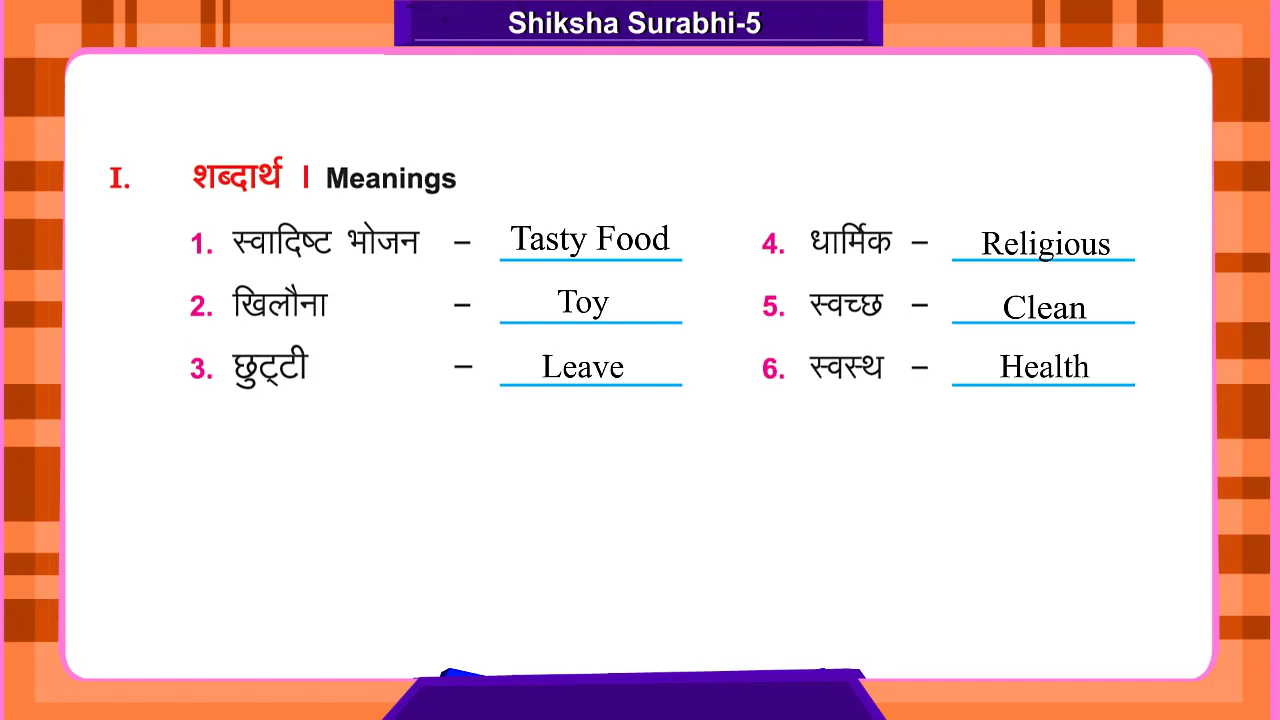 Shiksha Surabhi-5
I. शब्दार्थ । Meanings
1. स्वादिष्ट भोजन – Tasty Food 4. धार्मिक – Religious
2. खिलौना – Toy 5. स्वच्छ – Clean
3. छुट्टी – Leave 6. स्वस्थ – Health